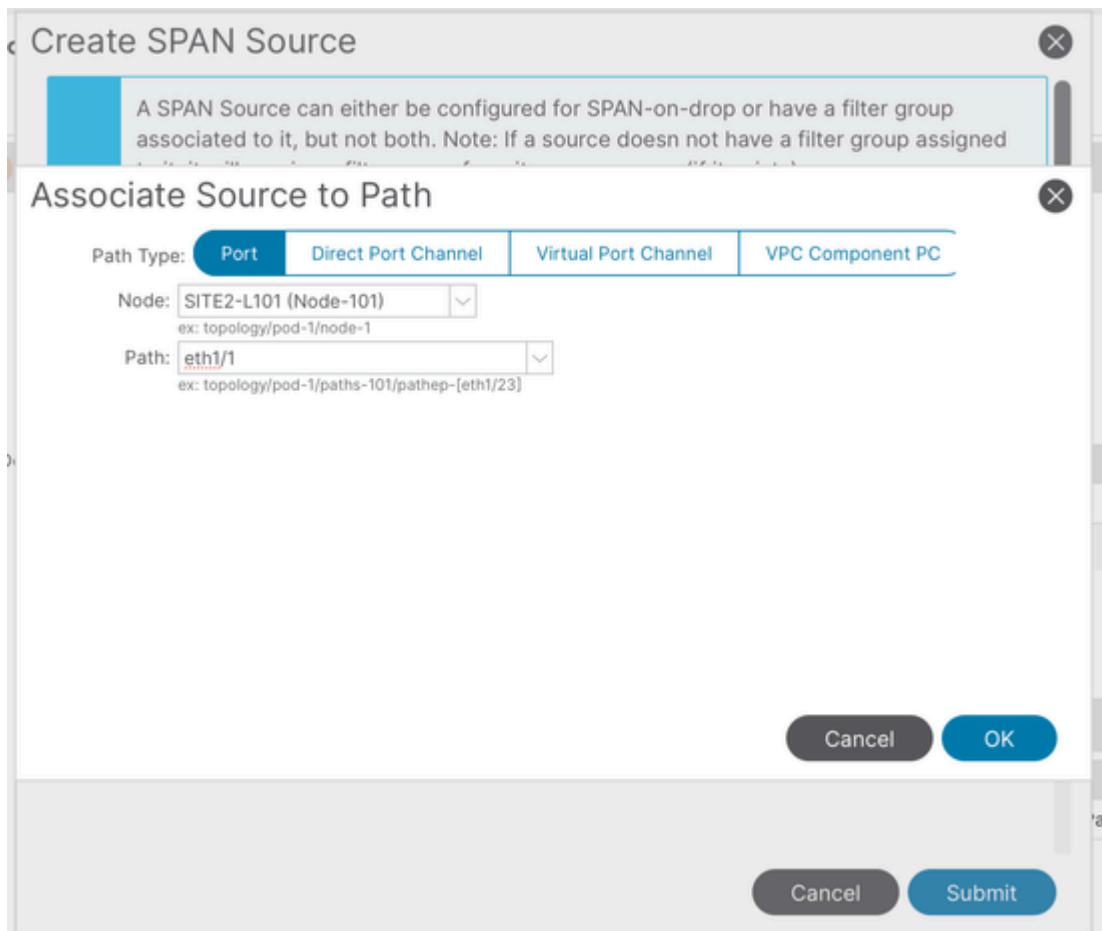 Create SPAN Source
A SPAN Source can either be configured for SPAN-on-drop or have a filter group
associated to it, but not both. Note: If a source doesn not have a filter group assigned
Associate Source to Path
Path Type: Port Direct Port Channel Virtual Port Channel VPC Component PC
Node: SITE2-L101 (Node-101)
ex: topology/pod-1/node-1
Path: eth1/1
ex: topology/pod-1/paths-101/pathep-[eth1/23]
Cancel OK
Cancel Submit